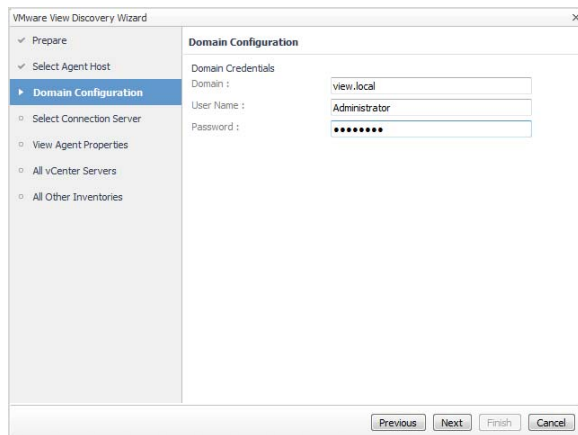 VMware View Discovery Wizard
Prepare
Select Agent Host
Domain Configuration
Select Connection Server
View Agent Properties
All vCenter Servers
All Other Inventories
Domain Configuration
Domain Credentials
Domain : view.local
User Name : Administrator
Password : ●●●●●●●●
Previous Next Finish Cancel